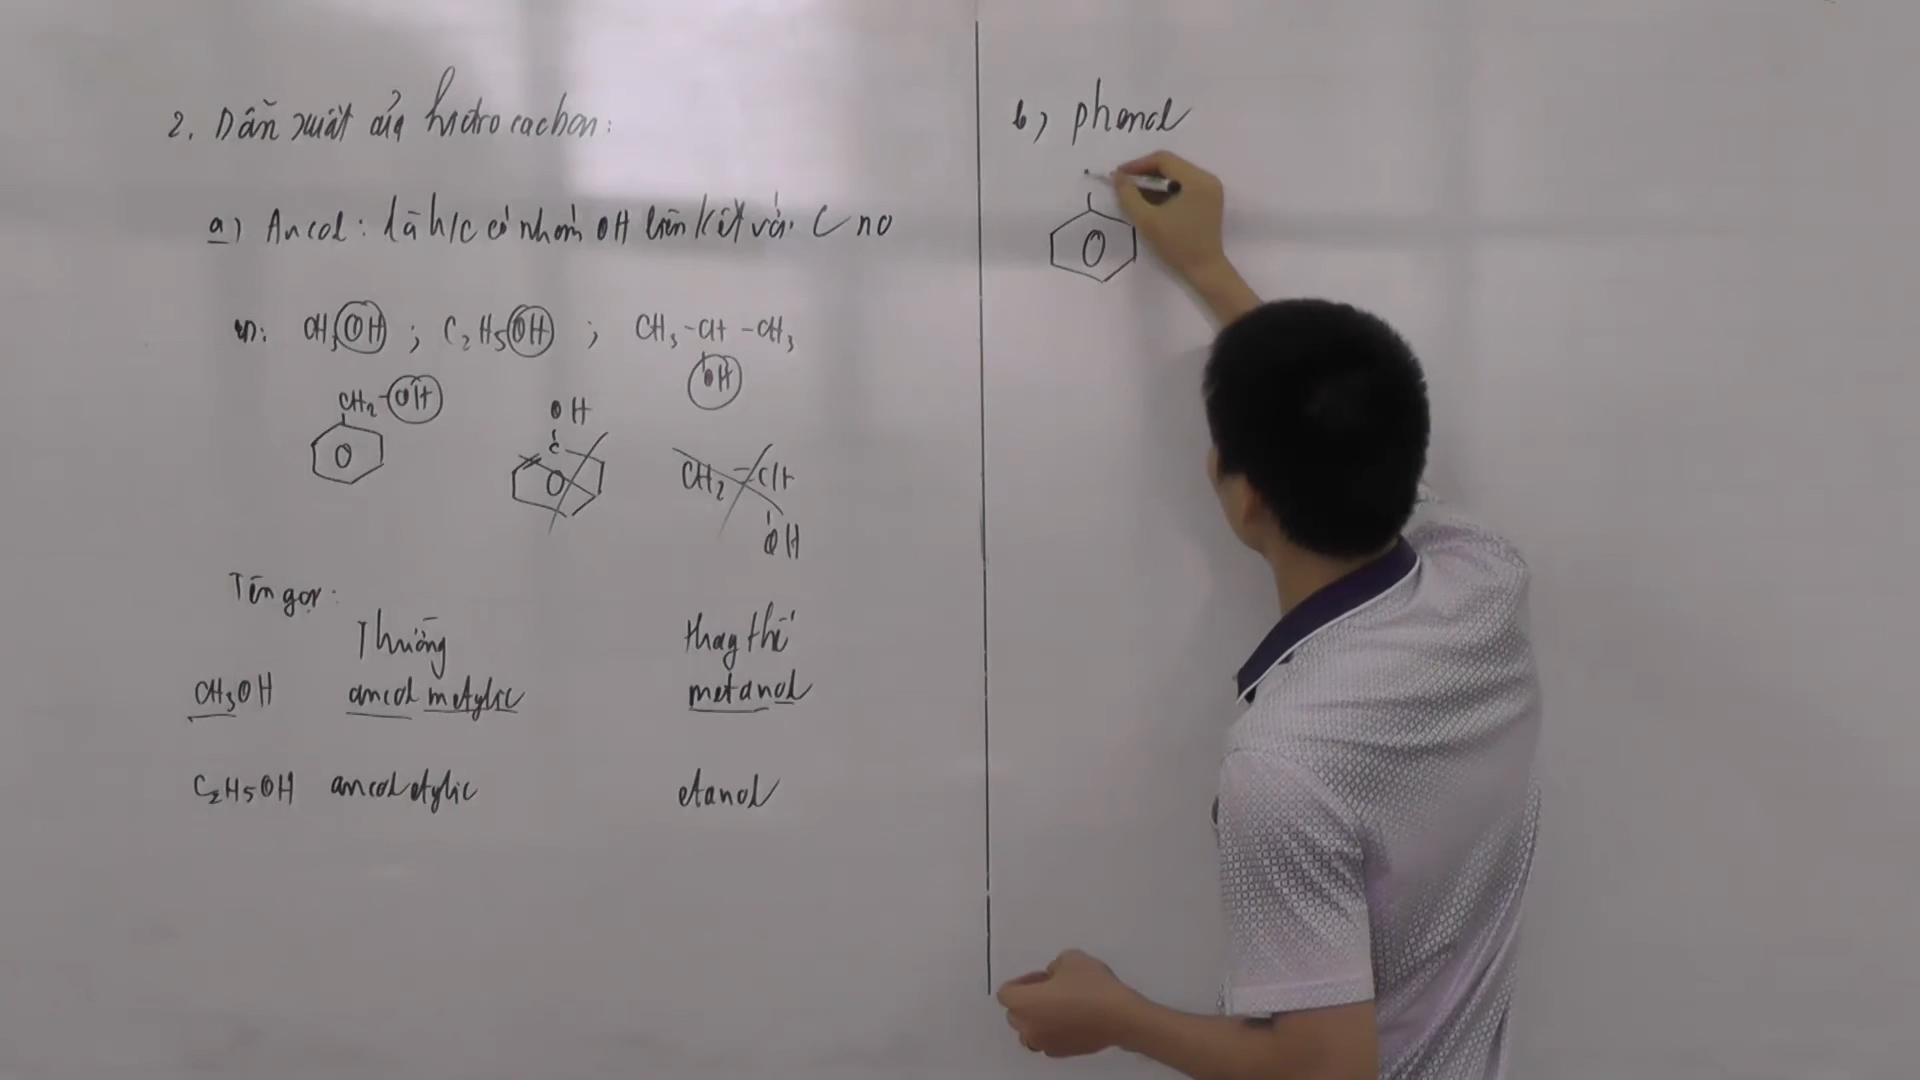 2. Dẫn xuất của hidrocacbon:
a) Ancol: là h/c có nhóm OH liên kết với C no
VD: CH3OH ; C2H5OH ; CH3-CH-CH3
OH
CH2-OH
OH
C
CH2=CH
OH
Tên gọi:
Thường thay thế
CH3OH ancol metylic metanol
C2H5OH ancol etylic etanol
b) phenol